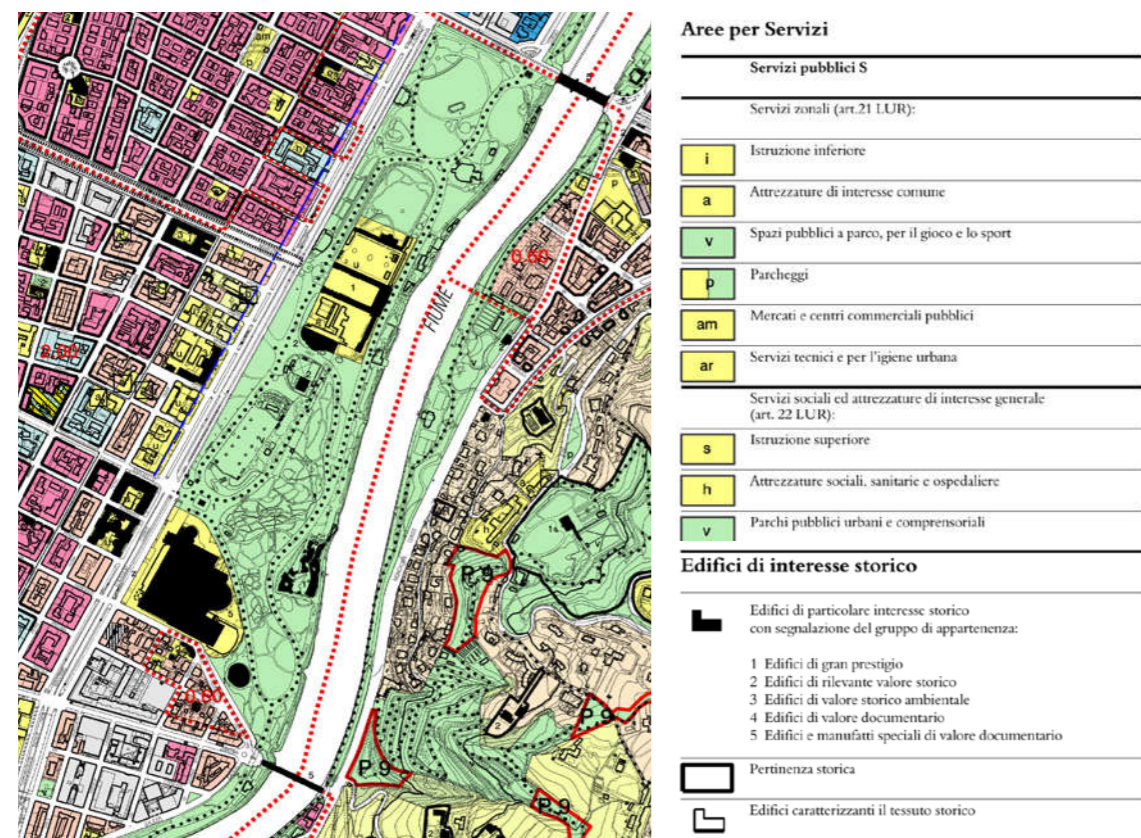 am
p
u
1
p
i
0.60
FIUME
2.00
u
1s
h
P.9
P.9
P.9
P.9
0.60
5
Aree per Servizi
Servizi pubblici S
Servizi zonali (art.21 LUR):
i Istruzione inferiore
a Attrezzature di interesse comune
v Spazi pubblici a parco, per il gioco e lo sport
p Parcheggi
am Mercati e centri commerciali pubblici
ar Servizi tecnici e per l'igiene urbana
Servizi sociali ed attrezzature di interesse generale
(art. 22 LUR):
s Istruzione superiore
h Attrezzature sociali, sanitarie e ospedaliere
v Parchi pubblici urbani e comprensoriali
Edifici di interesse storico
Edifici di particolare interesse storico
con segnalazione del gruppo di appartenenza:
1 Edifici di gran prestigio
2 Edifici di rilevante valore storico
3 Edifici di valore storico ambientale
4 Edifici di valore documentario
5 Edifici e manufatti speciali di valore documentario
Pertinenza storica
Edifici caratterizzanti il tessuto storico